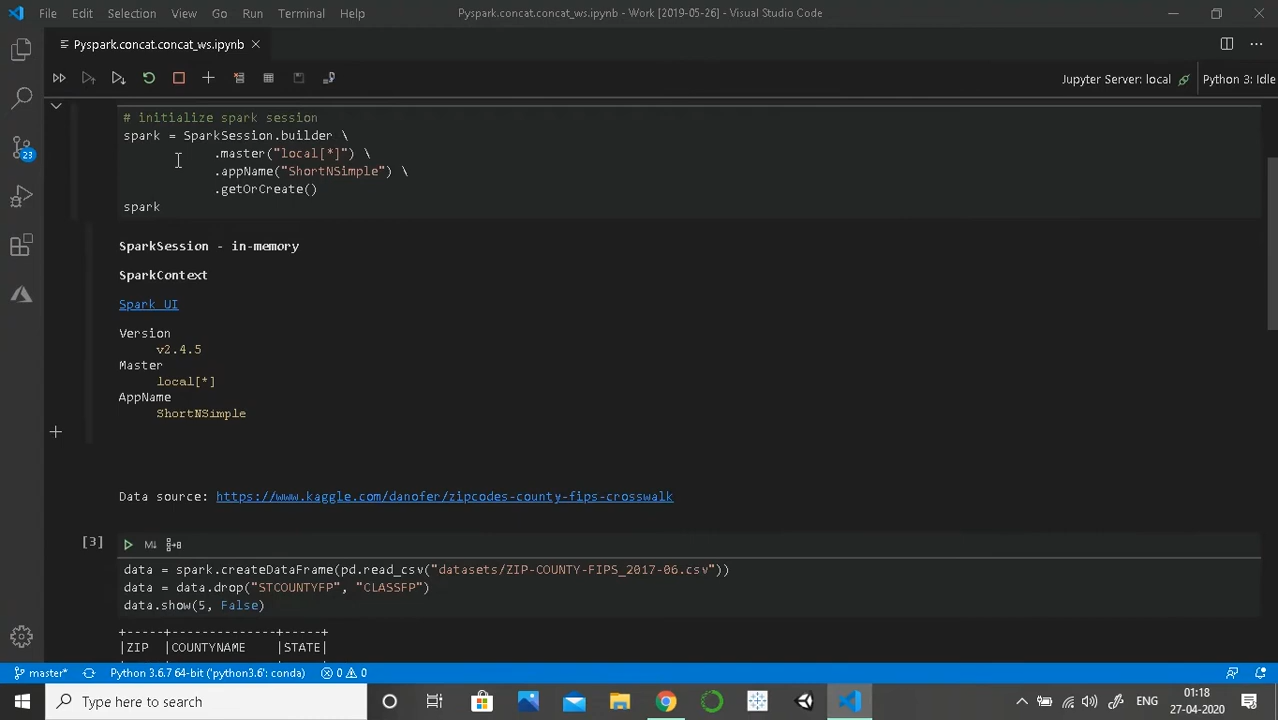 File Edit Selection View Go Run Terminal Help Pyspark.concat.concat_ws.ipynb - Work [2019-05-26] - Visual Studio Code
Pyspark.concat.concat_ws.ipynb
Jupyter Server: local Python 3: Idle
# initialize spark session
spark = SparkSession.builder \
.master("local[*]") \
.appName("ShortNSimple") \
.getOrCreate()
spark
SparkSession - in-memory
SparkContext
Spark UI
Version
v2.4.5
Master
local[*]
AppName
ShortNSimple
Data source: https://www.kaggle.com/danofer/zipcodes-county-fips-crosswalk
[3]
M↓
data = spark.createDataFrame(pd.read_csv("datasets/ZIP-COUNTY-FIPS_2017-06.csv"))
data = data.drop("STCOUNTYFP", "CLASSFP")
data.show(5, False)
+-----+--------------+-----+
|ZIP |COUNTYNAME |STATE|
23
master* Python 3.6.7 64-bit ('python3.6': conda) 0 0
Type here to search
ENG
01:18
27-04-2020